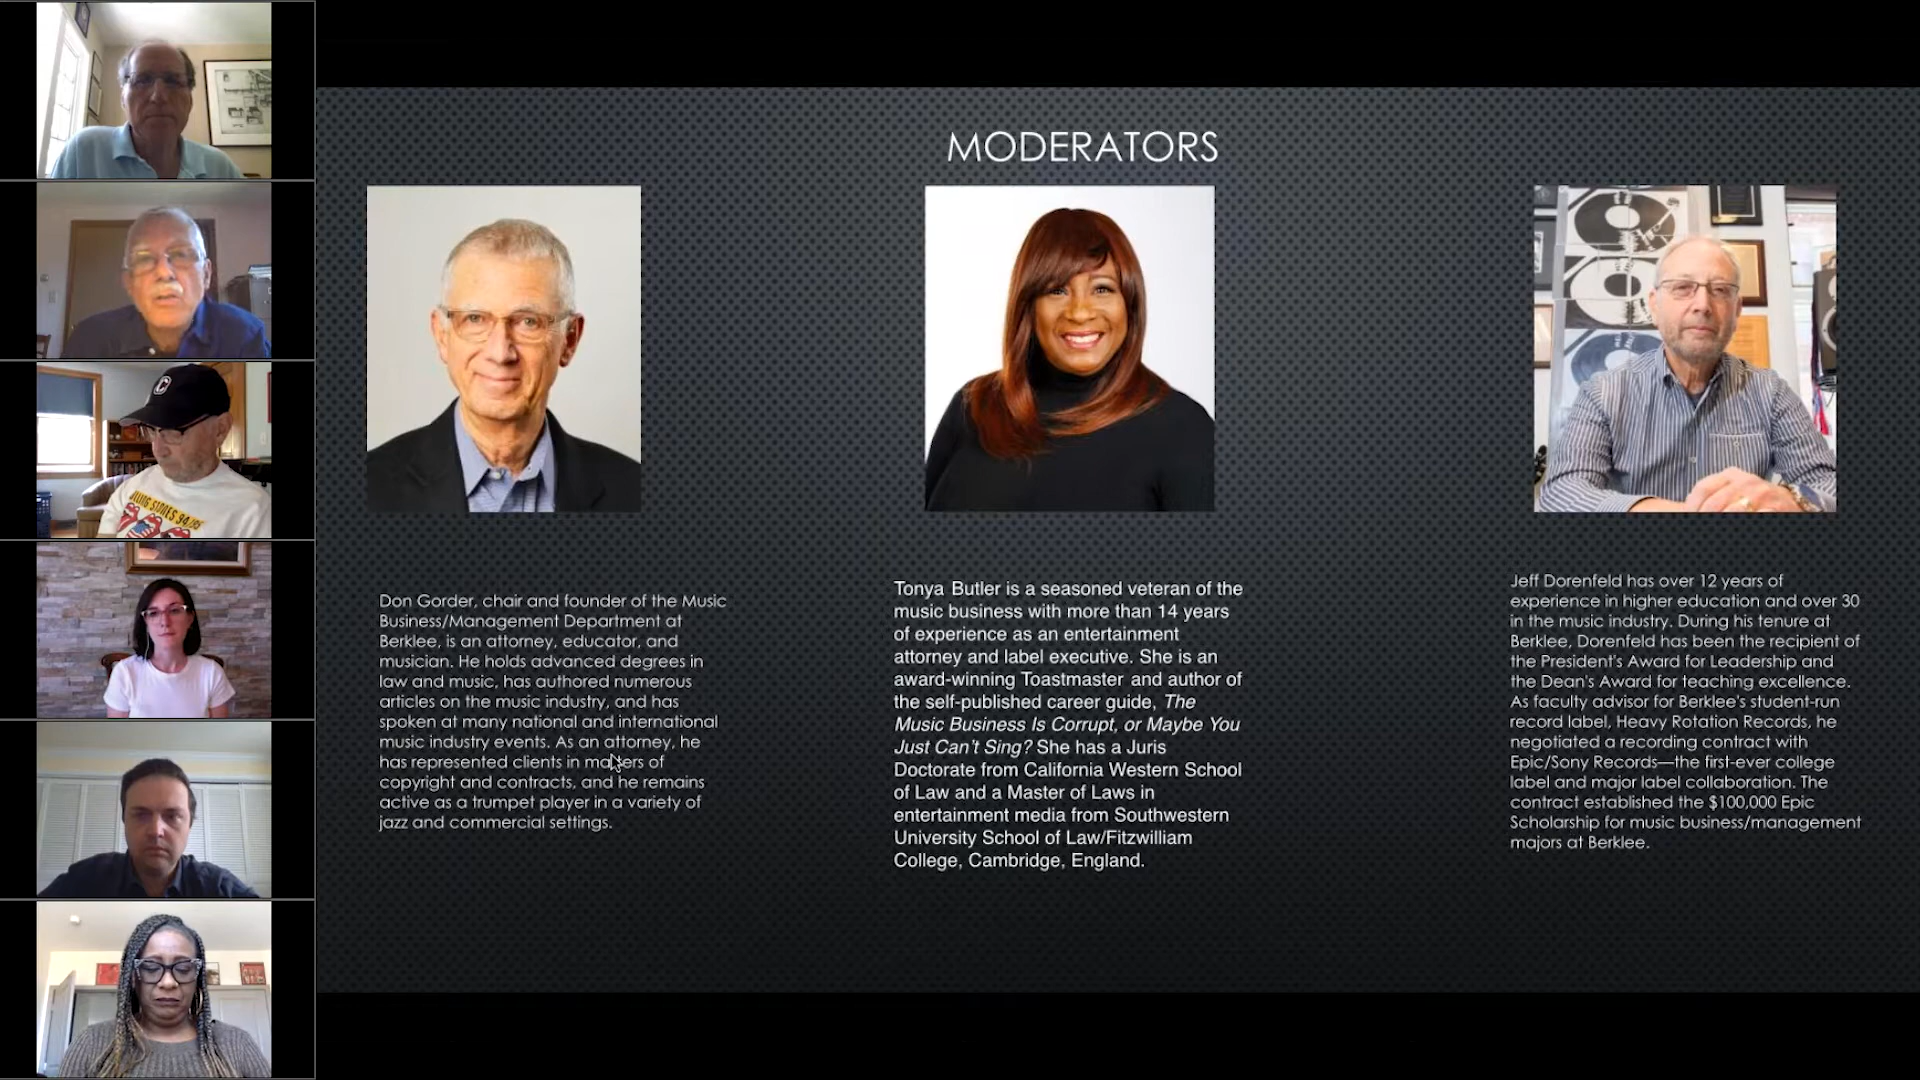 MODERATORS
Don Gorder, chair and founder of the Music
Business/Management Department at
Berklee, is an attorney, educator, and
musician. He holds advanced degrees in
law and music, has authored numerous
articles on the music industry, and has
spoken at many national and international
music industry events. As an attorney, he
has represented clients in matters of
copyright and contracts, and he remains
active as a trumpet player in a variety of
jazz and commercial settings.
Tonya Butler is a seasoned veteran of the
music business with more than 14 years
of experience as an entertainment
attorney and label executive. She is an
award-winning Toastmaster and author of
the self-published career guide, The
Music Business Is Corrupt, or Maybe You
Just Can't Sing? She has a Juris
Doctorate from California Western School
of Law and a Master of Laws in
entertainment media from Southwestern
University School of Law/Fitzwilliam
College, Cambridge, England.
Jeff Dorenfeld has over 12 years of
experience in higher education and over 30
in the music industry. During his tenure at
Berklee, Dorenfeld has been the recipient of
the President's Award for Leadership and
the Dean's Award for teaching excellence.
As faculty advisor for Berklee's student-run
record label, Heavy Rotation Records, he
negotiated a recording contract with
Epic/Sony Records—the first-ever college
label and major label collaboration. The
contract established the $100,000 Epic
Scholarship for music business/management
majors at Berklee.
C
STONES 94/95